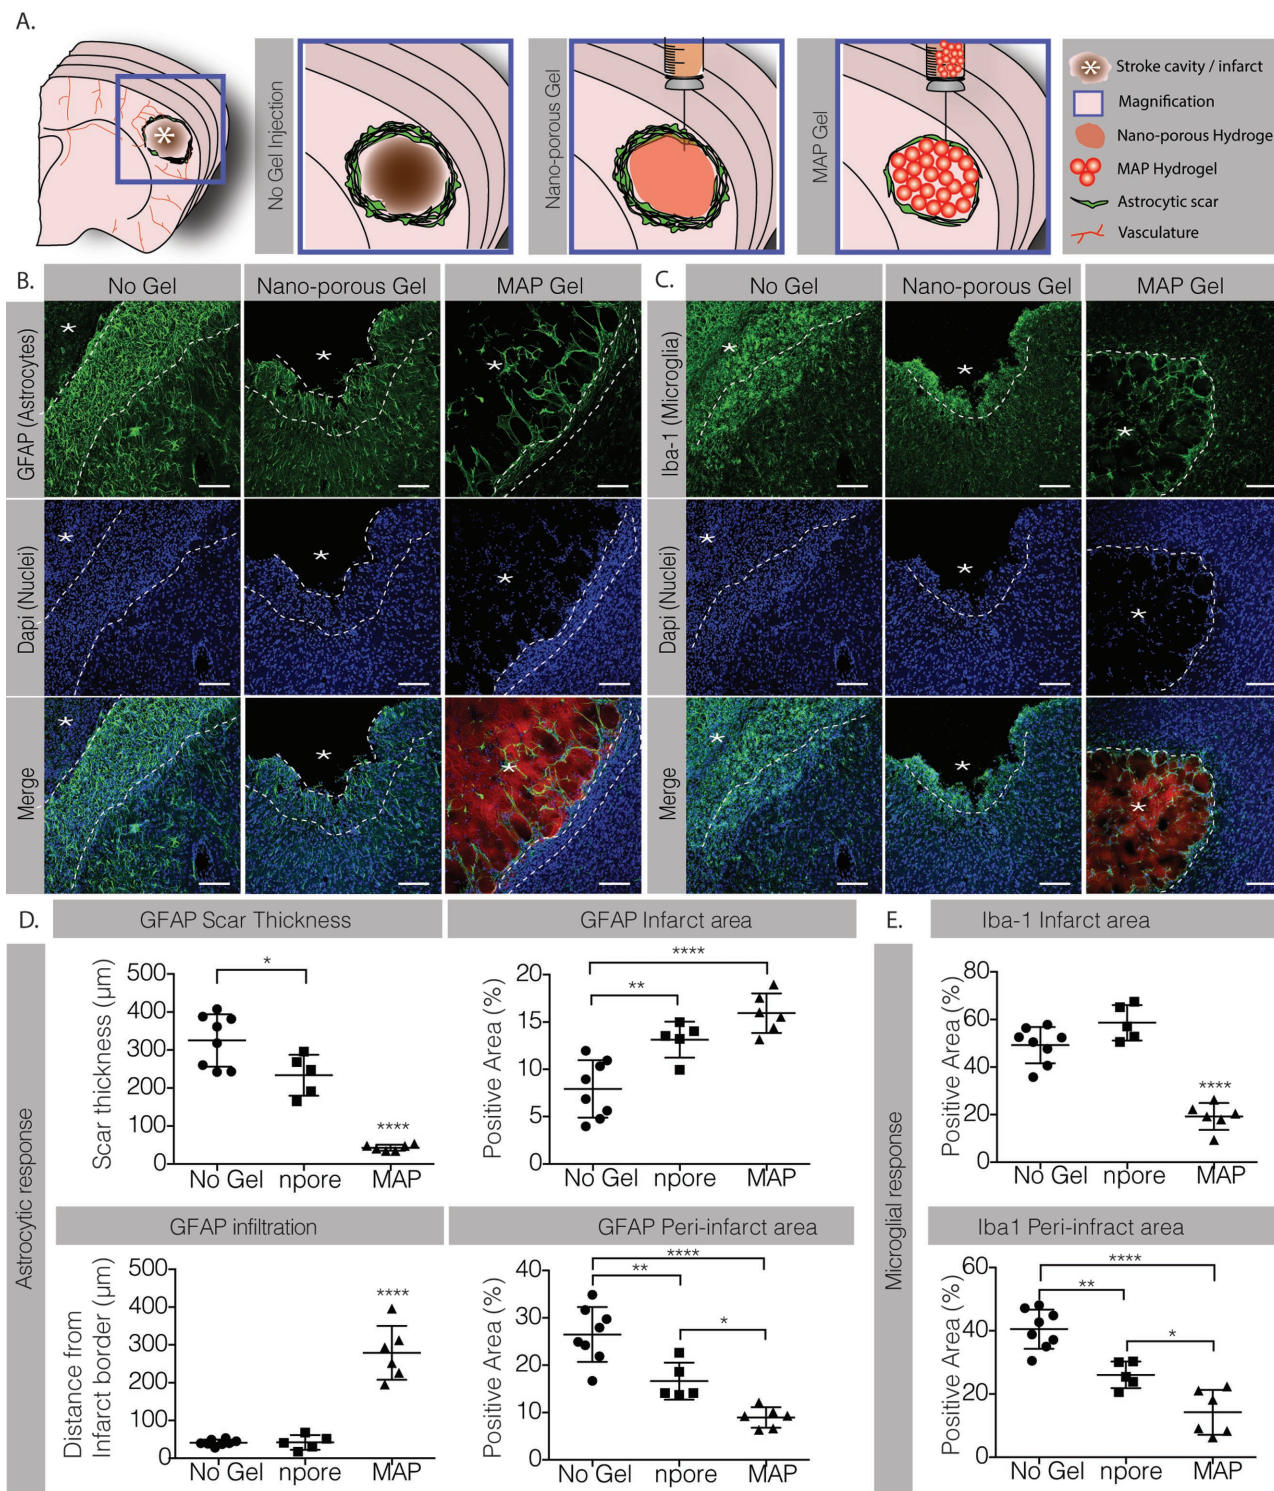 A.
No Gel Injection
Nano-porous Gel
MAP Gel
Stroke cavity / infarct
Magnification
Nano-porous Hydroge
MAP Hydrogel
Astrocytic scar
Vasculature
B.
No Gel
Nano-porous Gel
MAP Gel
GFAP (Astrocytes)
Dapi (Nuclei)
Merge
C.
No Gel
Nano-porous Gel
MAP Gel
Iba-1 (Microglia)
Dapi (Nuclei)
Merge
D.
Astrocytic response
GFAP Scar Thickness
Scar thickness (µm)
500
400
300
200
100
0
*
****
No Gel npore MAP
GFAP Infarct area
Positive Area (%)
20
15
10
5
0
****
**
No Gel npore MAP
GFAP infiltration
Distance from
Infarct border (µm)
500
400
300
200
100
0
****
No Gel npore MAP
GFAP Peri-infarct area
Positive Area (%)
40
30
20
10
0
****
**
*
No Gel npore MAP
E.
Microglial response
Iba-1 Infarct area
Positive Area (%)
80
60
40
20
0
****
No Gel npore MAP
Iba1 Peri-infract area
Positive Area (%)
60
40
20
0
****
**
*
No Gel npore MAP